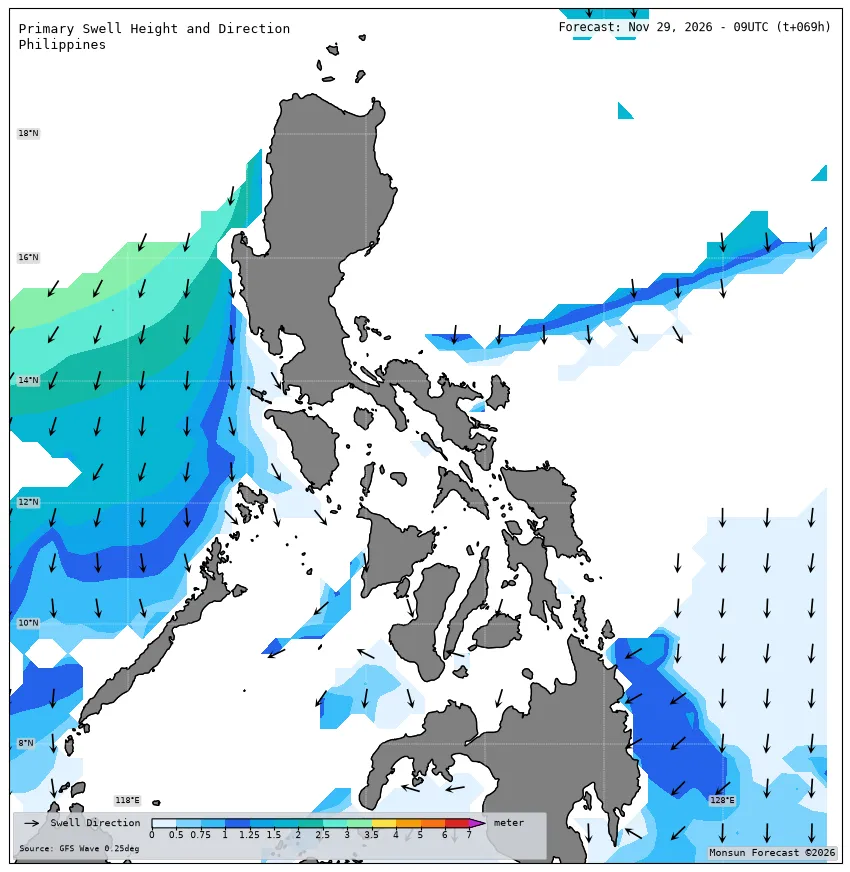 Primary Swell Height and Direction
Philippines
Forecast: Nov 29, 2026 - 09UTC (t+069h)
18°N
16°N
14°N
12°N
10°N
8°N
118°E
128°E
Swell Direction
0 0.5 0.75 1 1.25 1.5 2 2.5 3 3.5 4 5 6 7
meter
Source: GFS Wave 0.25deg
Monsun Forecast ©2026